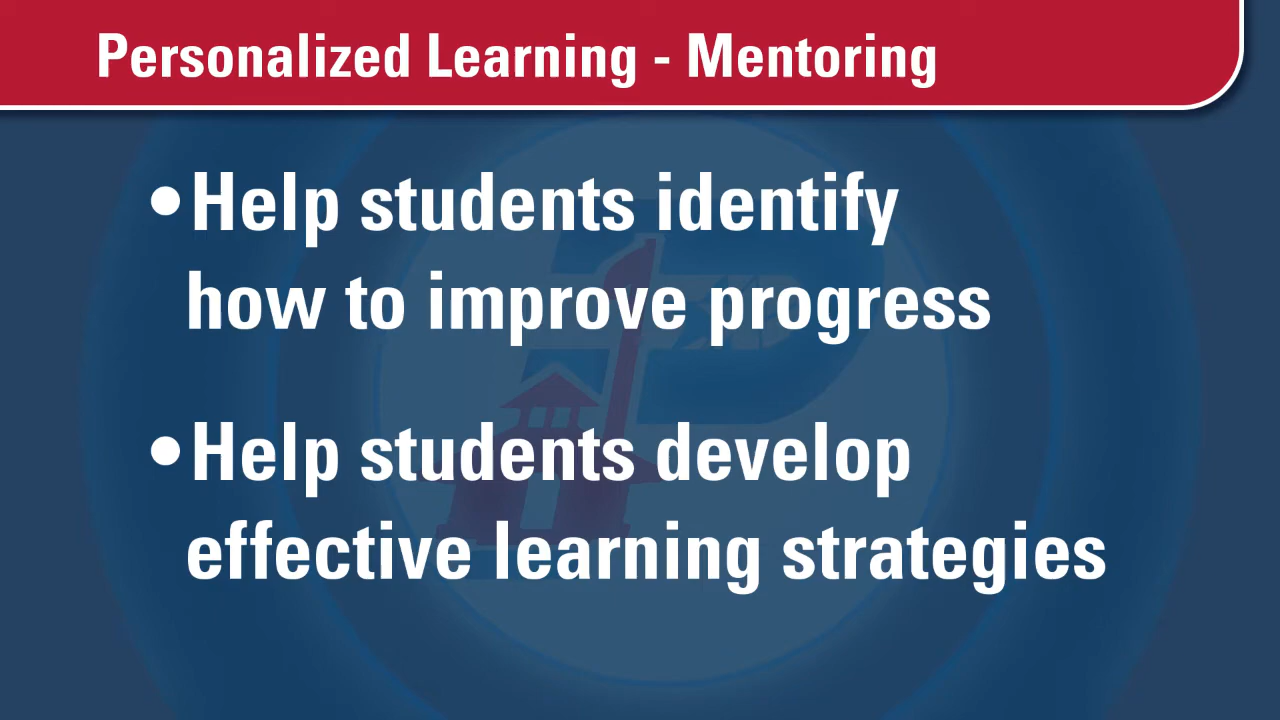 Personalized Learning - Mentoring
•Help students identify
how to improve progress
•Help students develop
effective learning strategies